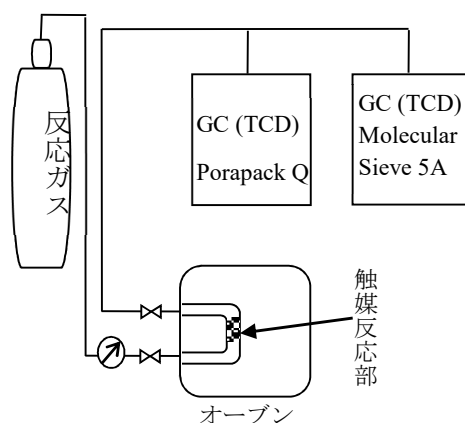 反応ガス
GC (TCD)
Porapack Q
GC (TCD)
Molecular
Sieve 5A
触媒反応部
オーブン